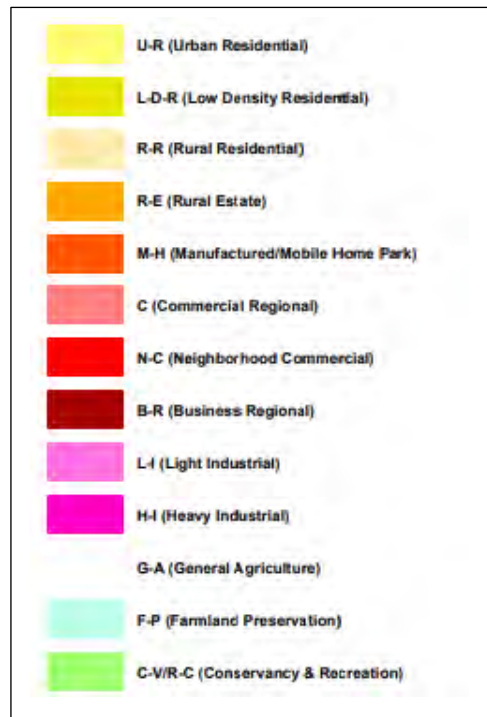 U-R (Urban Residential)
L-D-R (Low Density Residential)
R-R (Rural Residential)
R-E (Rural Estate)
M-H (Manufactured/Mobile Home Park)
C (Commercial Regional)
N-C (Neighborhood Commercial)
B-R (Business Regional)
L-I (Light Industrial)
H-I (Heavy Industrial)
G-A (General Agriculture)
F-P (Farmland Preservation)
C-V/R-C (Conservancy & Recreation)